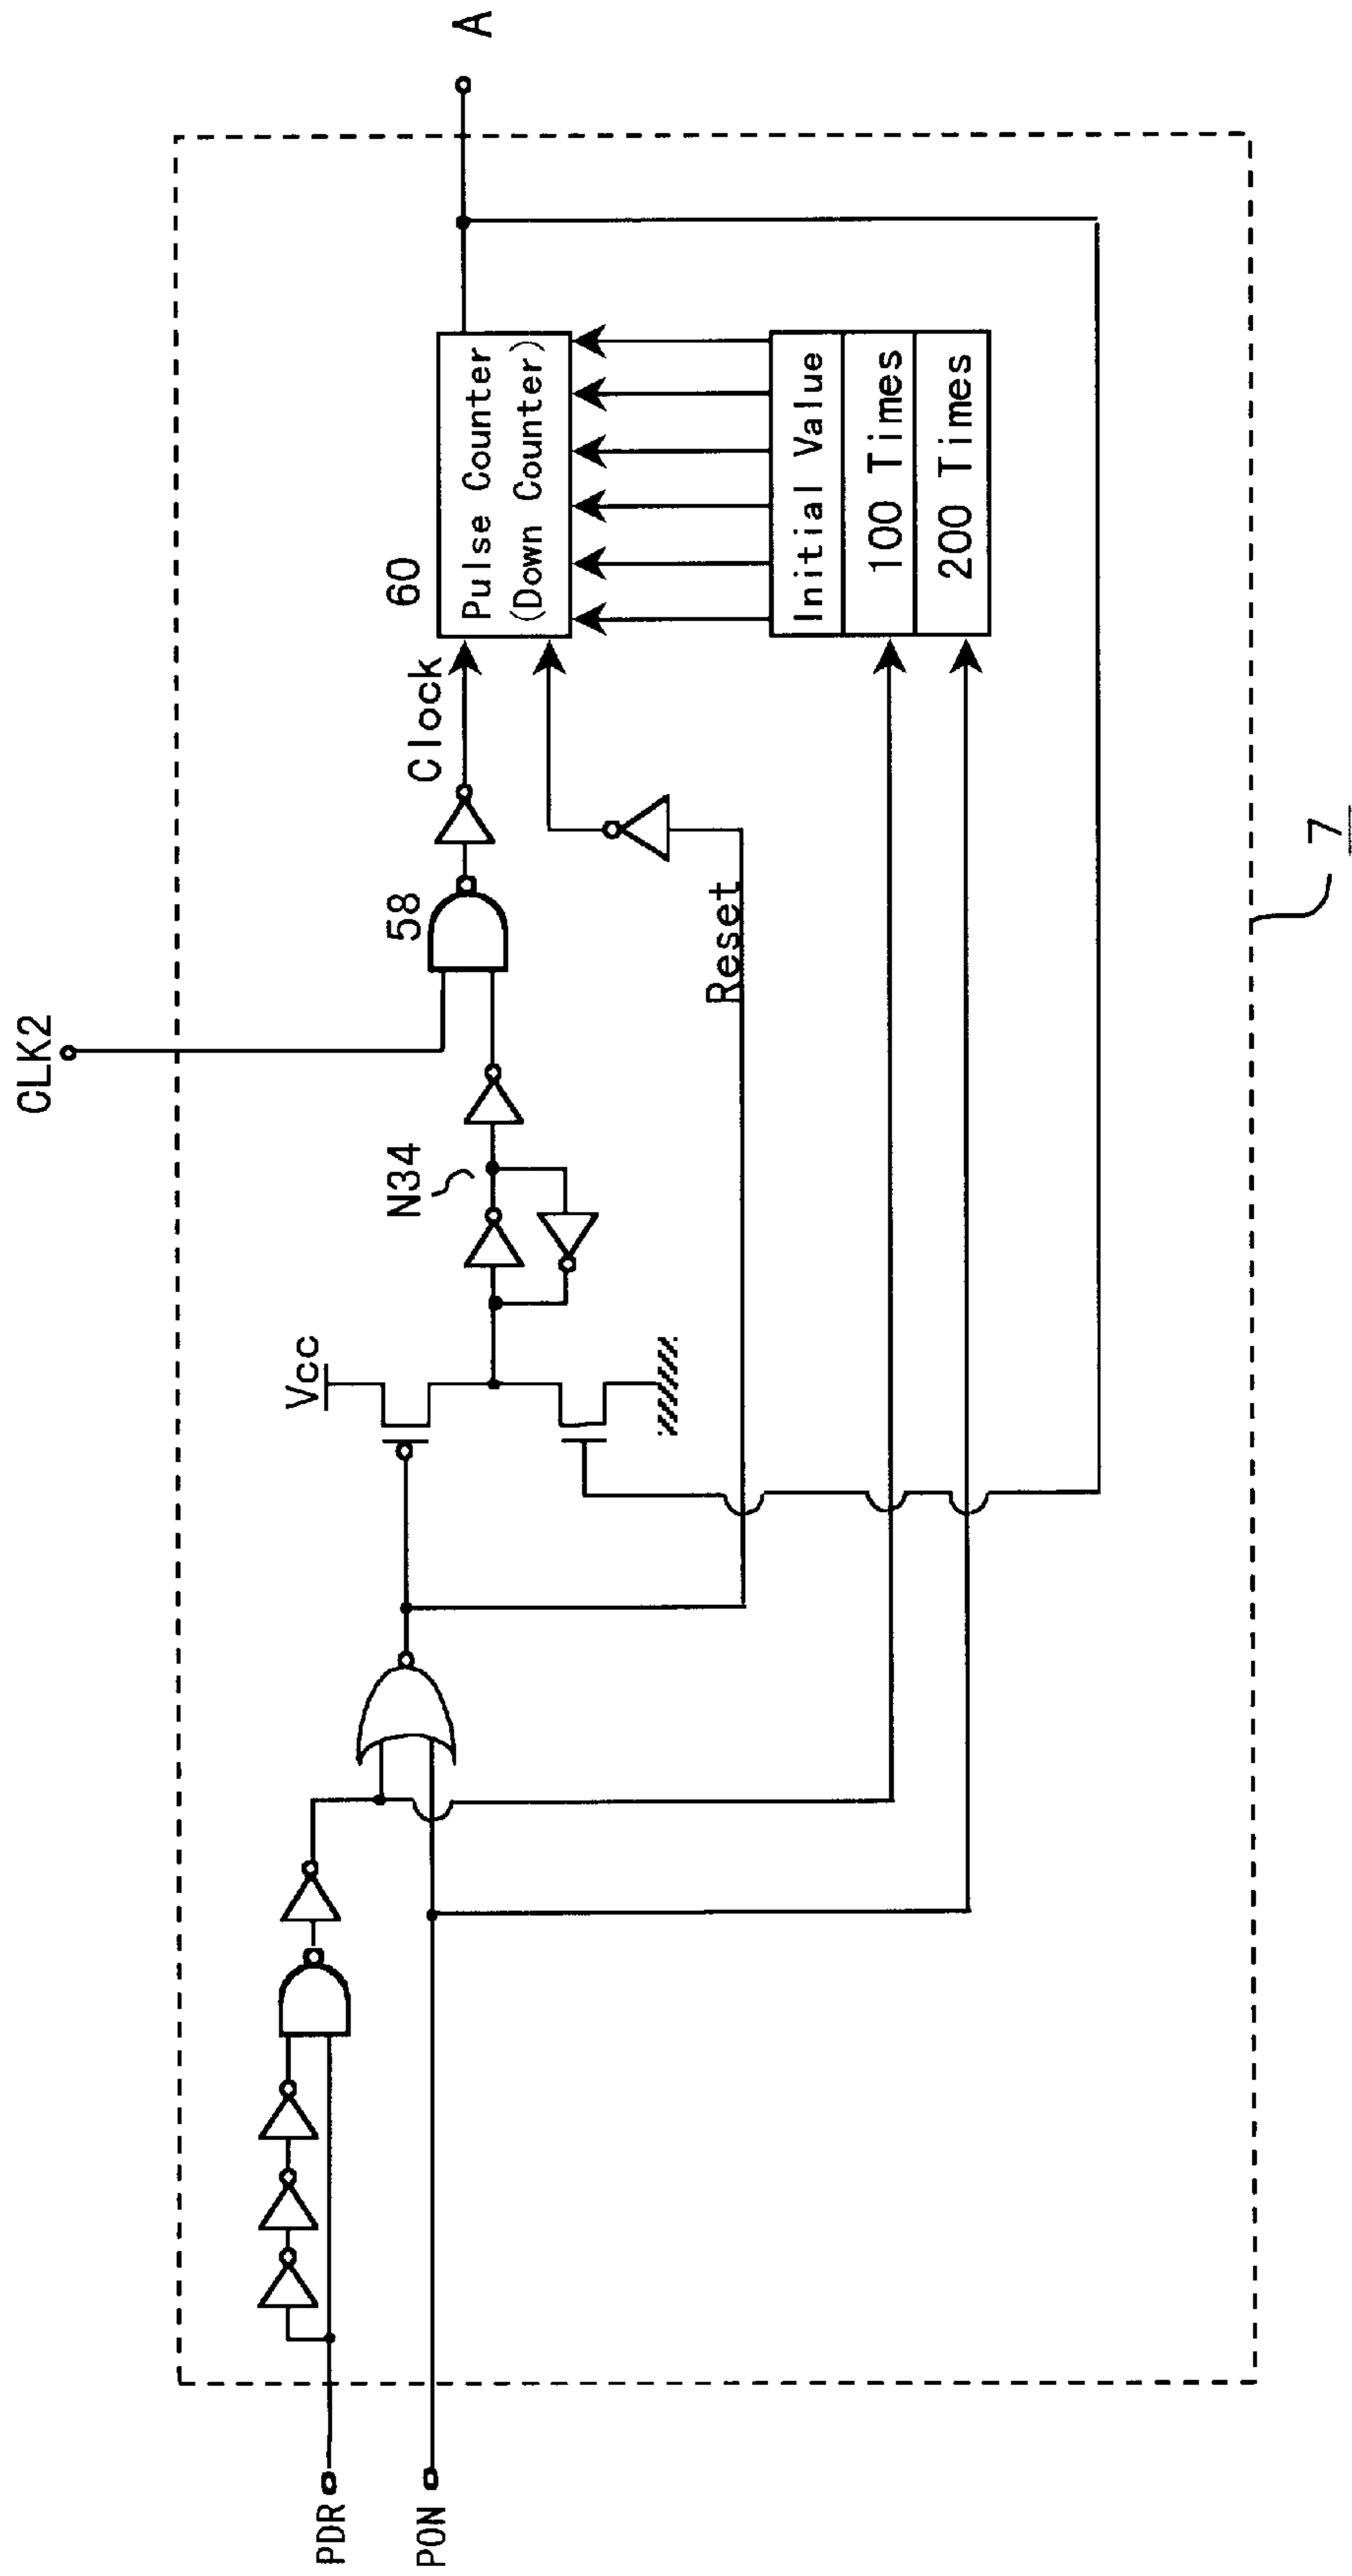 CLK2
A
60
Pulse Counter
(Down Counter)
Clock
58
N34
Vcc
Reset
Initial Value
100 Times
200 Times
PDR
PON
7